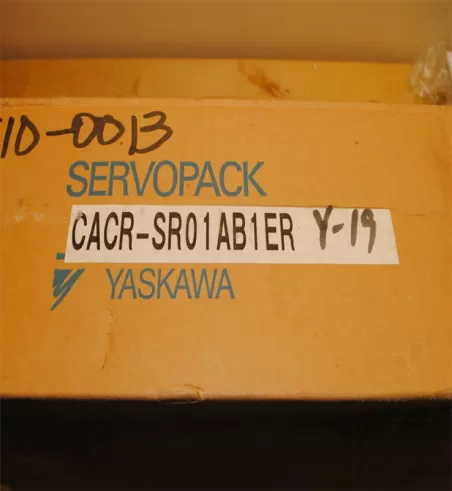 10-0013
SERVOPACK
CACR-SR01AB1ER Y-19
YASKAWA